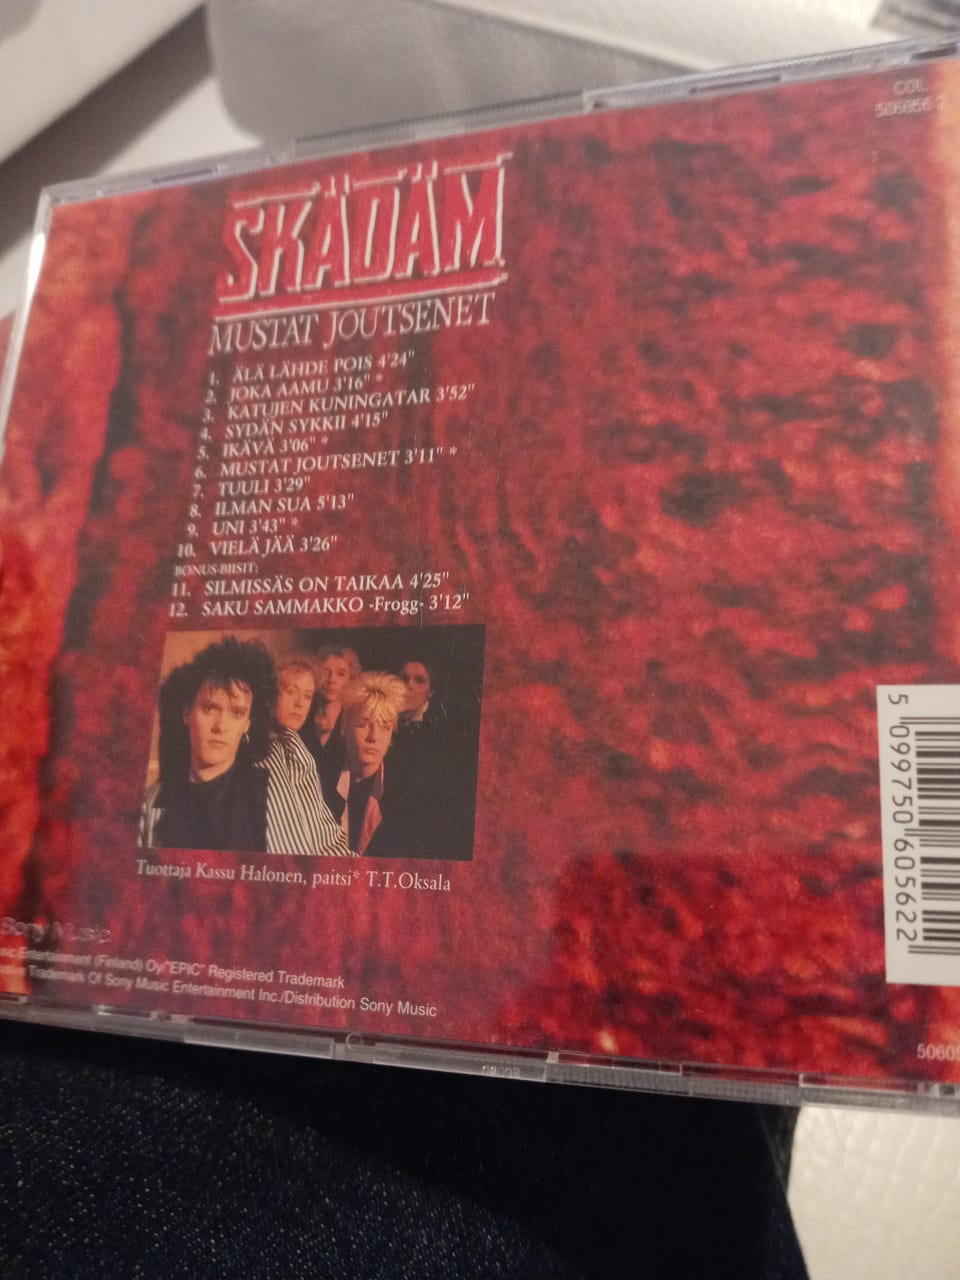 COL
506056 2
SKÄDÄM
MUSTAT JOUTSENET
1. ÄLÄ LÄHDE POIS 4'24"
2. JOKA AAMU 3'16" *
3. KATUJEN KUNINGATAR 3'52"
4. SYDÄN SYKKII 4'15"
5. IKÄVÄ 3'06" *
6. MUSTAT JOUTSENET 3'11" *
7. TUULI 3'29"
8. ILMAN SUA 5'13"
9. UNI 3'43" *
10. VIELÄ JÄÄ 3'26"
BONUS-BIISIT:
11. SILMISSÄS ON TAIKAA 4'25"
12. SAKU SAMMAKKO -Frogg- 3'12"
Tuottaja Kassu Halonen, paitsi* T.T.Oksala
Sony Music
Entertainment (Finland) Oy/"EPIC" Registered Trademark
Trademark Of Sony Music Entertainment Inc./Distribution Sony Music
5 099750 605622